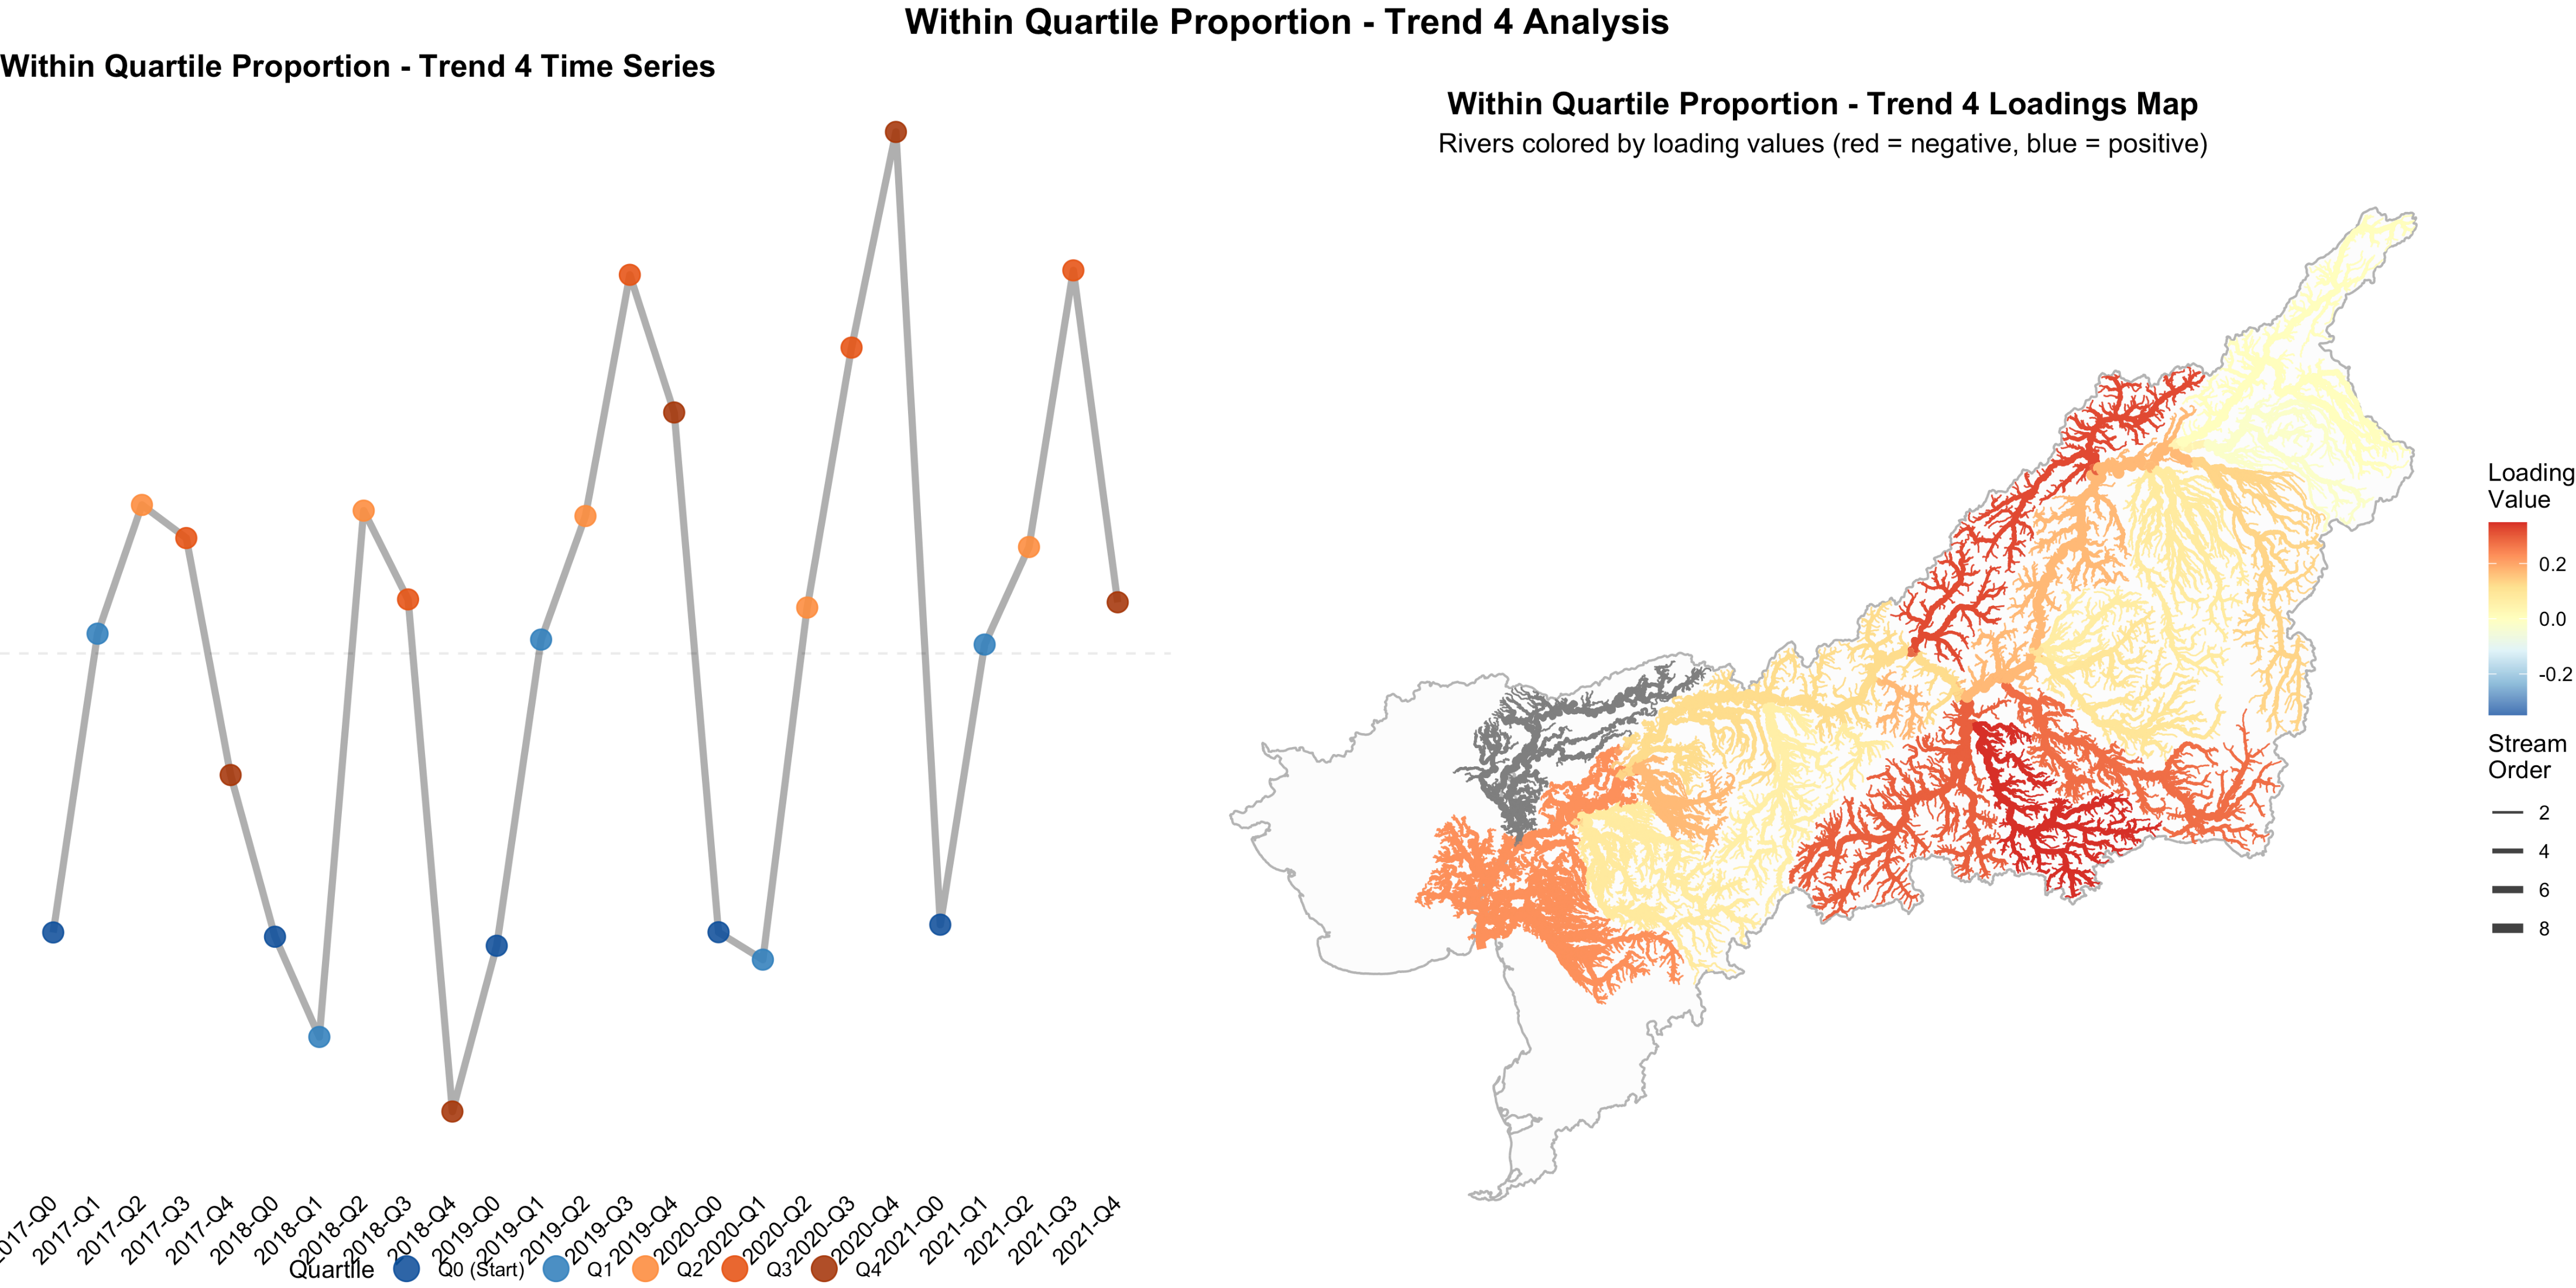 Within Quartile Proportion - Trend 4 Analysis
Within Quartile Proportion - Trend 4 Time Series
2017-Q0
2017-Q1
2017-Q2
2017-Q3
2017-Q4
2018-Q0
2018-Q1
2018-Q2
2018-Q3
2018-Q4
2019-Q0
2019-Q1
2019-Q2
2019-Q3
2019-Q4
2020-Q0
2020-Q1
2020-Q2
2020-Q3
2020-Q4
2021-Q0
2021-Q1
2021-Q2
2021-Q3
2021-Q4
Quartile Q0 (Start) Q1 Q2 Q3 Q4
Within Quartile Proportion - Trend 4 Loadings Map
Rivers colored by loading values (red = negative, blue = positive)
Loading
Value
0.2
0.0
-0.2
Stream
Order
2
4
6
8